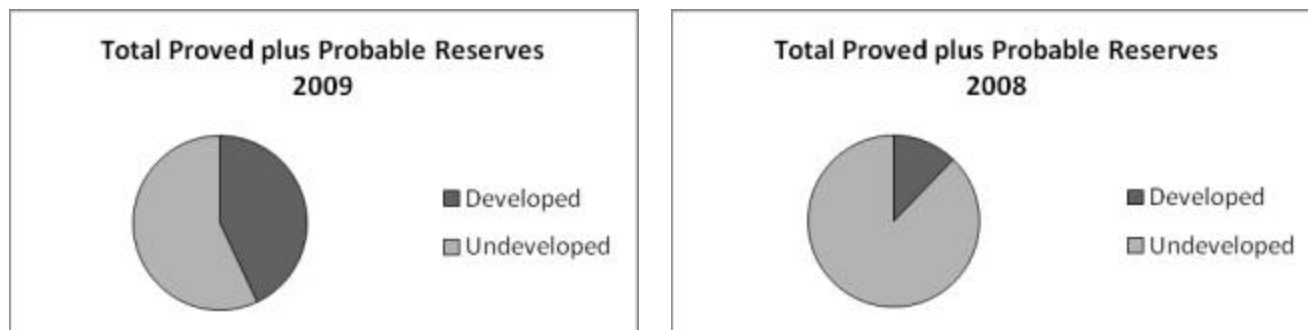 Total Proved plus Probable Reserves
2009
Developed
Undeveloped
Total Proved plus Probable Reserves
2008
Developed
Undeveloped